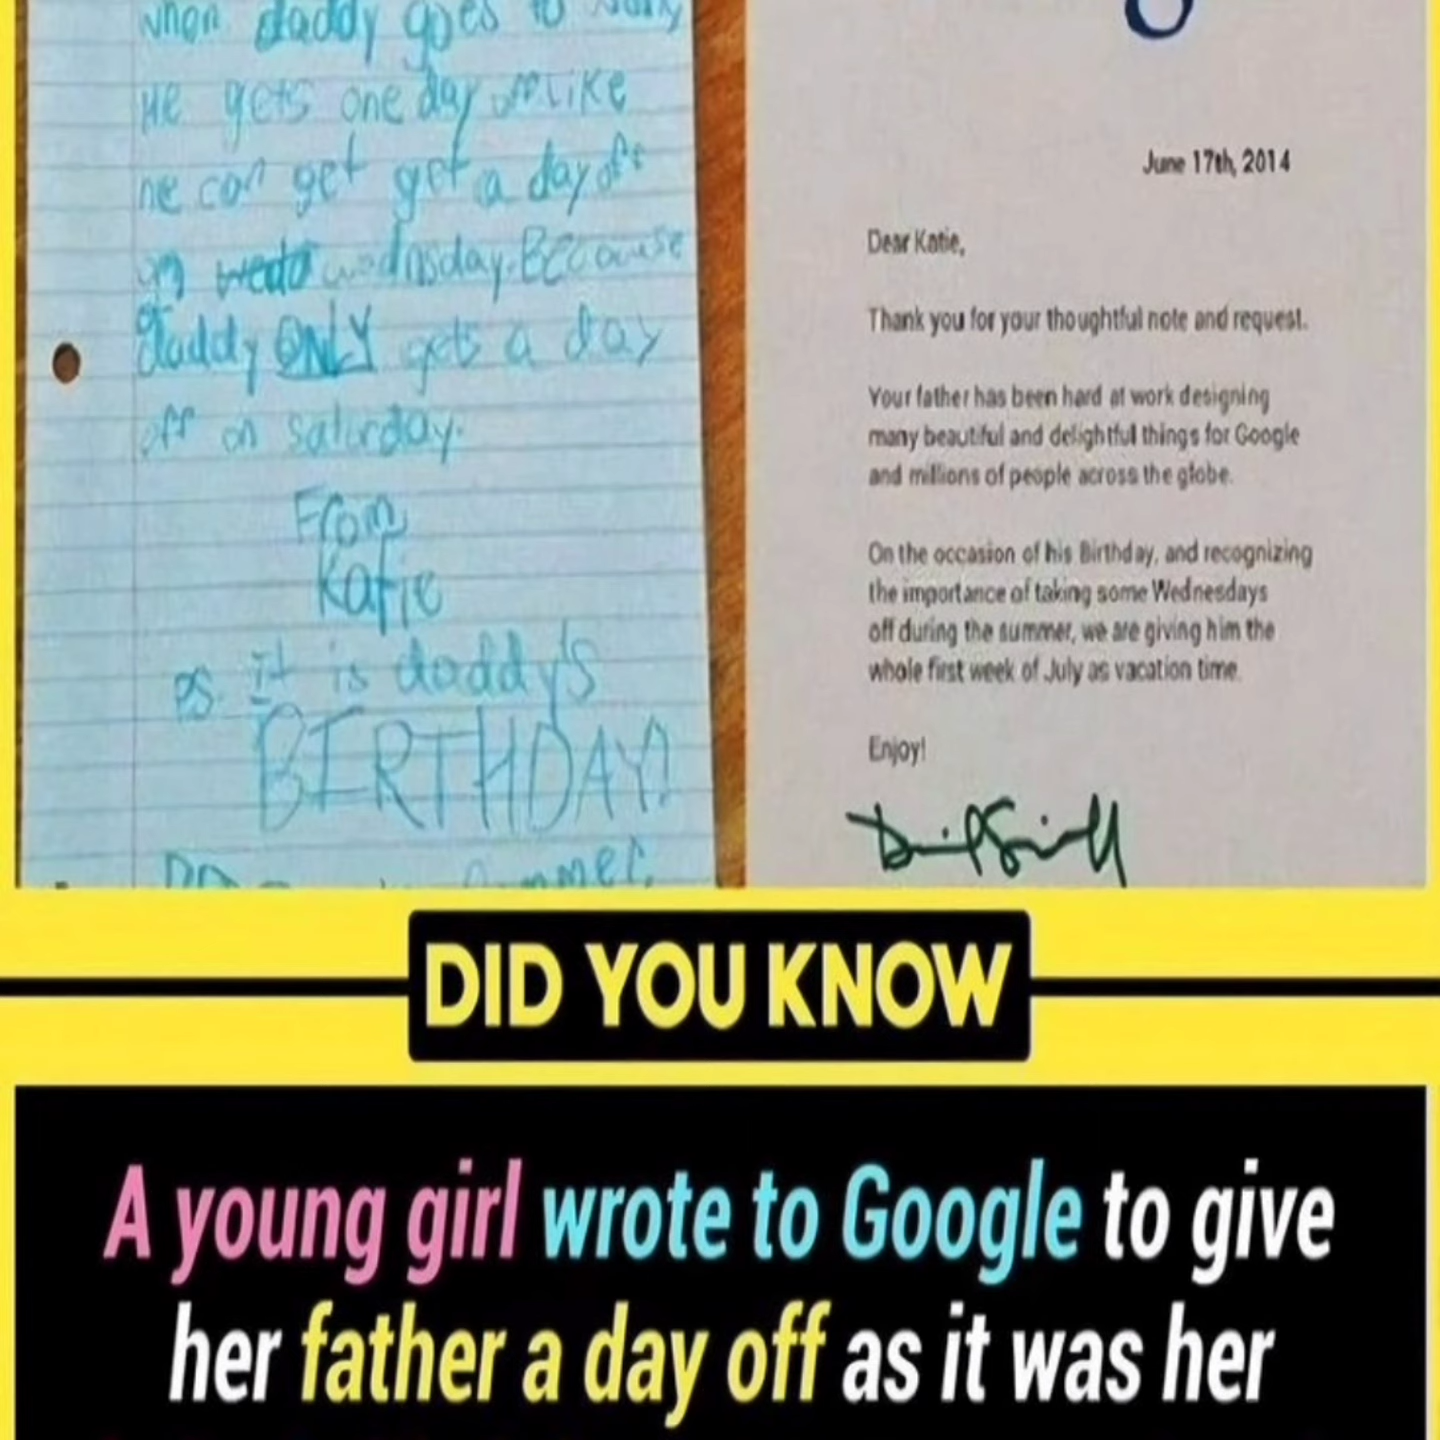 when daddy goes to work
He gets one day off Like
he can get get a day off
on wednsday. BECause
daddy ONLY gets a day
off on saturday.
From
Katie
PS. it is daddy's
BIRTHDAY!
June 17th, 2014
Dear Katie,
Thank you for your thoughtful note and request.
Your father has been hard at work designing
many beautiful and delightful things for Google
and millions of people across the globe.
On the occasion of his Birthday, and recognizing
the importance of taking some Wednesdays
off during the summer, we are giving him the
whole first week of July as vacation time.
Enjoy!
DID YOU KNOW
A young girl wrote to Google to give
her father a day off as it was her